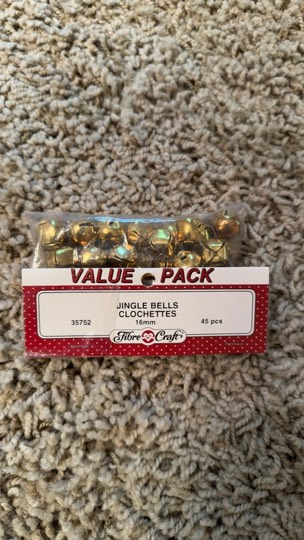 VALUE PACK
JINGLE BELLS
CLOCHETTES
35752 16mm 45 pcs
Fibre Craft